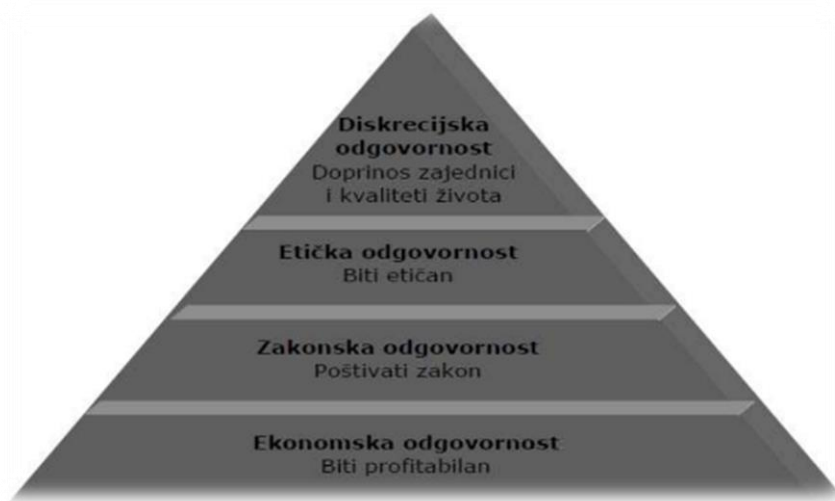 Diskrecijska
odgovornost
Doprinos zajednici
i kvaliteti života
Etička odgovornost
Biti etičan
Zakonska odgovornost
Poštivati zakon
Ekonomska odgovornost
Biti profitabilan